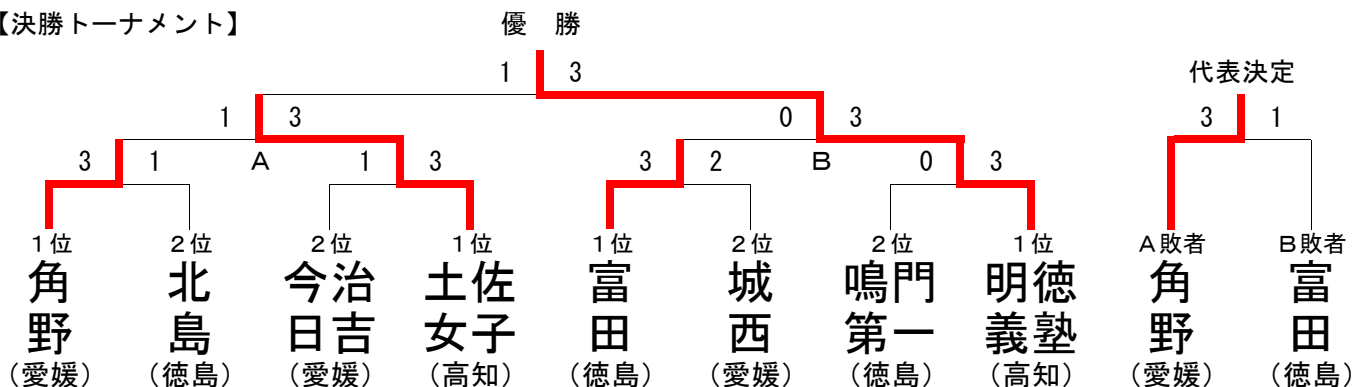 【決勝トーナメント】
優　勝
1 3
代表決定
1 3 0 3 3 1
3 1 A 1 3 3 2 B 0 3
1位 2位 2位 1位 1位 2位 2位 1位 A敗者 B敗者
角野 北島 今治日吉 土佐女子 富田 城西 鳴門第一 明徳義塾 角野 富田
(愛媛) (徳島) (愛媛) (高知) (徳島) (愛媛) (徳島) (高知) (愛媛) (徳島)